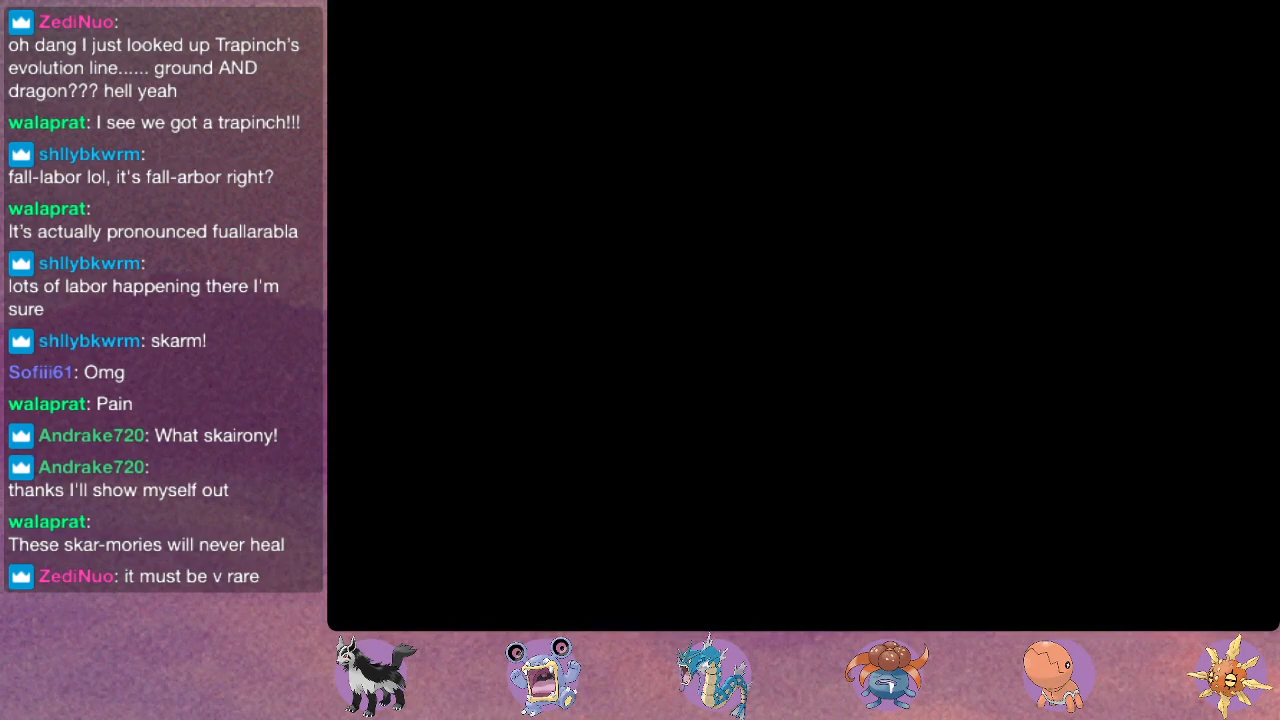 ZediNuo:
oh dang I just looked up Trapinch's
evolution line...... ground AND
dragon??? hell yeah
walaprat: I see we got a trapinch!!!
shllybkwrm:
fall-labor lol, it's fall-arbor right?
walaprat:
It's actually pronounced fuallarabla
shllybkwrm:
lots of labor happening there I'm
sure
shllybkwrm: skarm!
Sofiii61: Omg
walaprat: Pain
Andrake720: What skairony!
Andrake720:
thanks I'll show myself out
walaprat:
These skar-mories will never heal
ZediNuo: it must be v rare